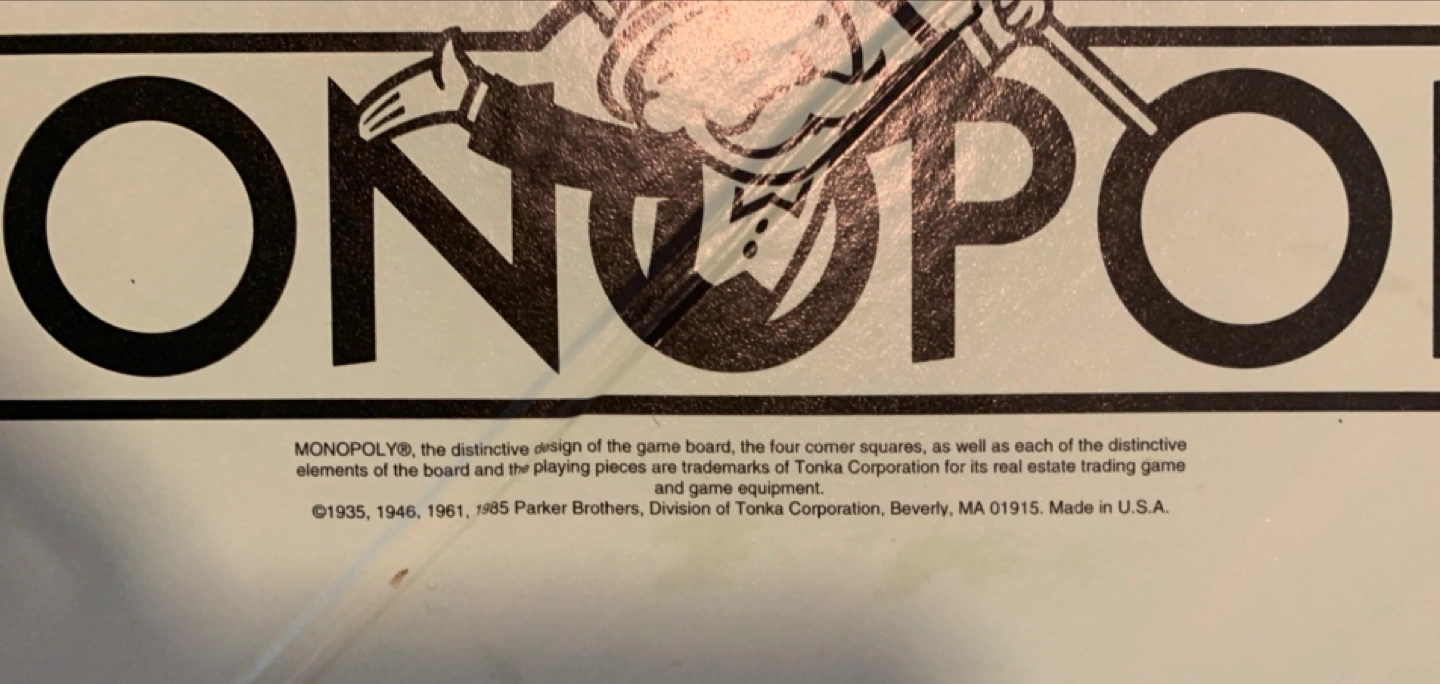 ONOPO
MONOPOLY®, the distinctive design of the game board, the four corner squares, as well as each of the distinctive
elements of the board and the playing pieces are trademarks of Tonka Corporation for its real estate trading game
and game equipment.
©1935, 1946, 1961, 1985 Parker Brothers, Division of Tonka Corporation, Beverly, MA 01915. Made in U.S.A.